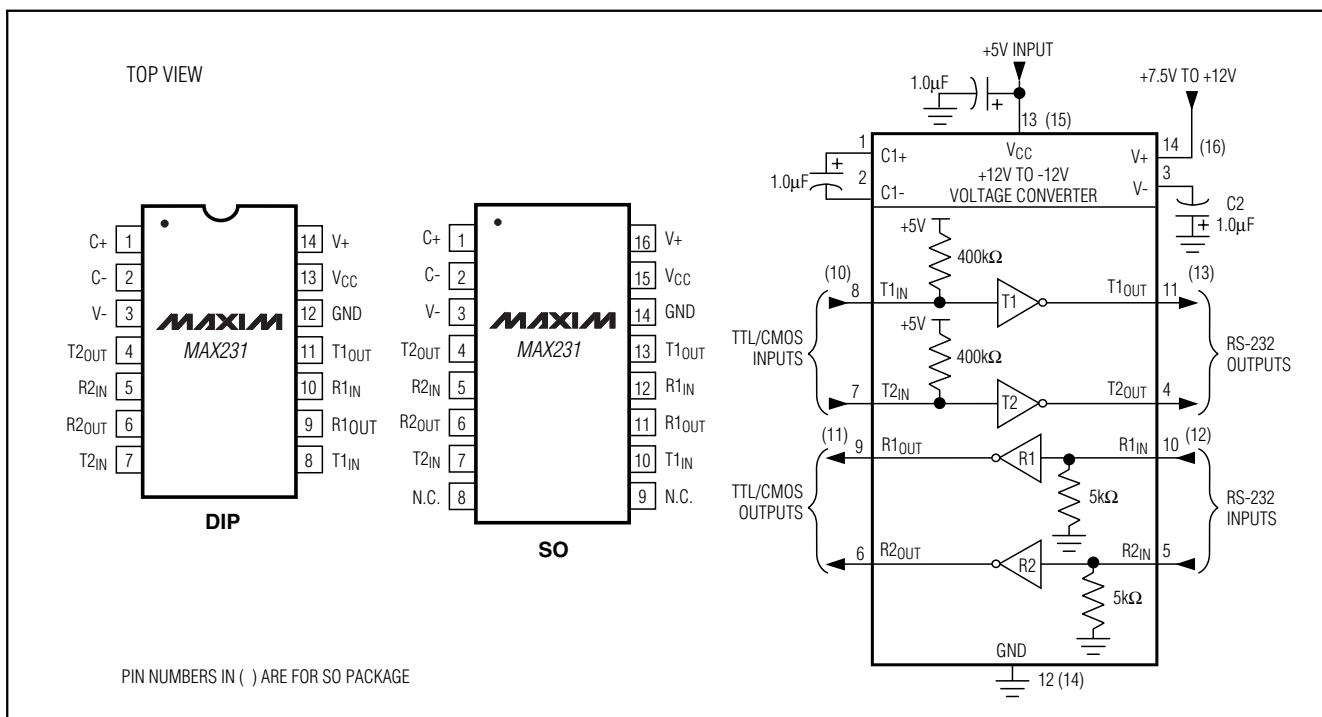 TOP VIEW
DIP
C+ 1
C- 2
V- 3
T2OUT 4
R2IN 5
R2OUT 6
T2IN 7
14 V+
13 VCC
12 GND
11 T1OUT
10 R1IN
9 R1OUT
8 T1IN
MAXIM
MAX231
SO
C+ 1
C- 2
V- 3
T2OUT 4
R2IN 5
R2OUT 6
T2IN 7
N.C. 8
16 V+
15 VCC
14 GND
13 T1OUT
12 R1IN
11 R1OUT
10 T1IN
9 N.C.
MAXIM
MAX231
PIN NUMBERS IN ( ) ARE FOR SO PACKAGE
+5V INPUT
1.0µF
+
+7.5V TO +12V
13 (15)
VCC
1 C1+
+
1.0µF
2 C1-
+12V TO -12V
VOLTAGE CONVERTER
V+ 14 (16)
V- 3
C2
+ 1.0µF
+5V
400kΩ
(10)
8 T1IN
T1
T1OUT 11
(13)
+5V
400kΩ
TTL/CMOS
INPUTS
RS-232
OUTPUTS
7 T2IN
T2
T2OUT 4
(11)
9 R1OUT
R1
R1IN 10
(12)
5kΩ
TTL/CMOS
OUTPUTS
RS-232
INPUTS
6 R2OUT
R2
R2IN 5
5kΩ
GND
12 (14)